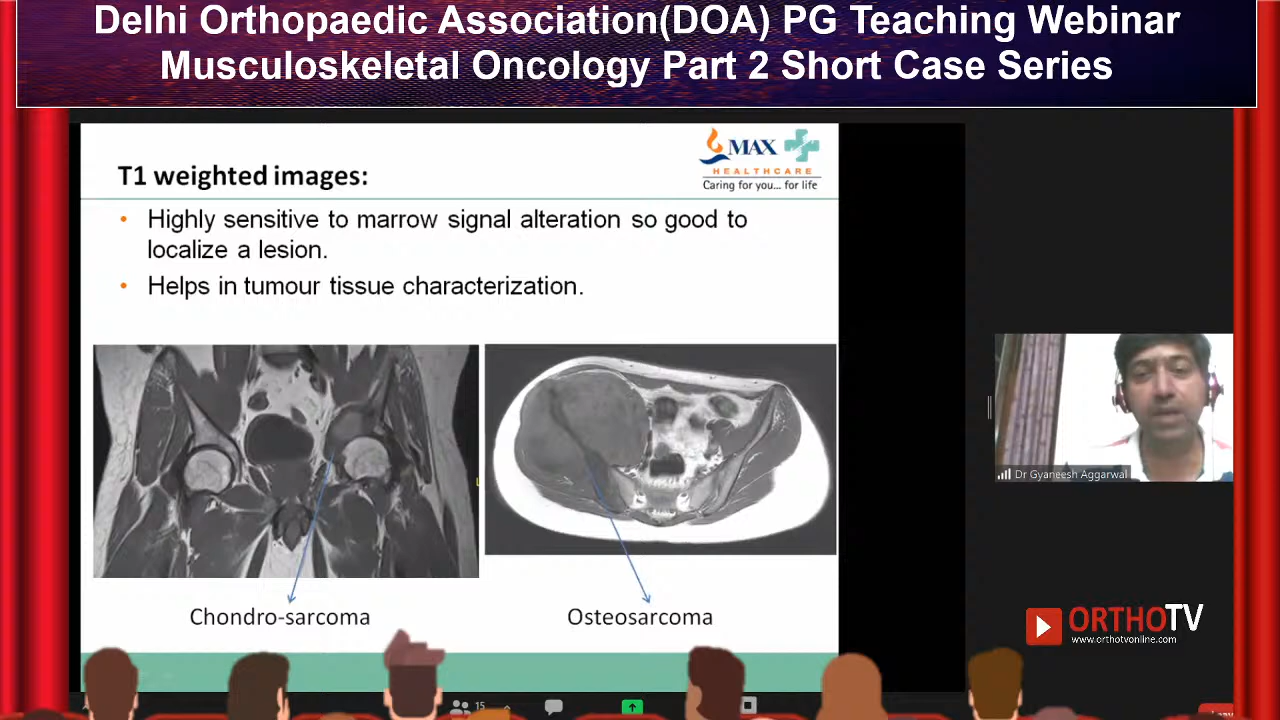 Delhi Orthopaedic Association(DOA) PG Teaching Webinar
Musculoskeletal Oncology Part 2 Short Case Series
MAX
HEALTHCARE
Caring for you... for life
T1 weighted images:
• Highly sensitive to marrow signal alteration so good to
localize a lesion.
• Helps in tumour tissue characterization.
Chondro-sarcoma
Osteosarcoma
Dr Gyaneesh Aggarwal
ORTHOTV
www.orthotvonline.com
15